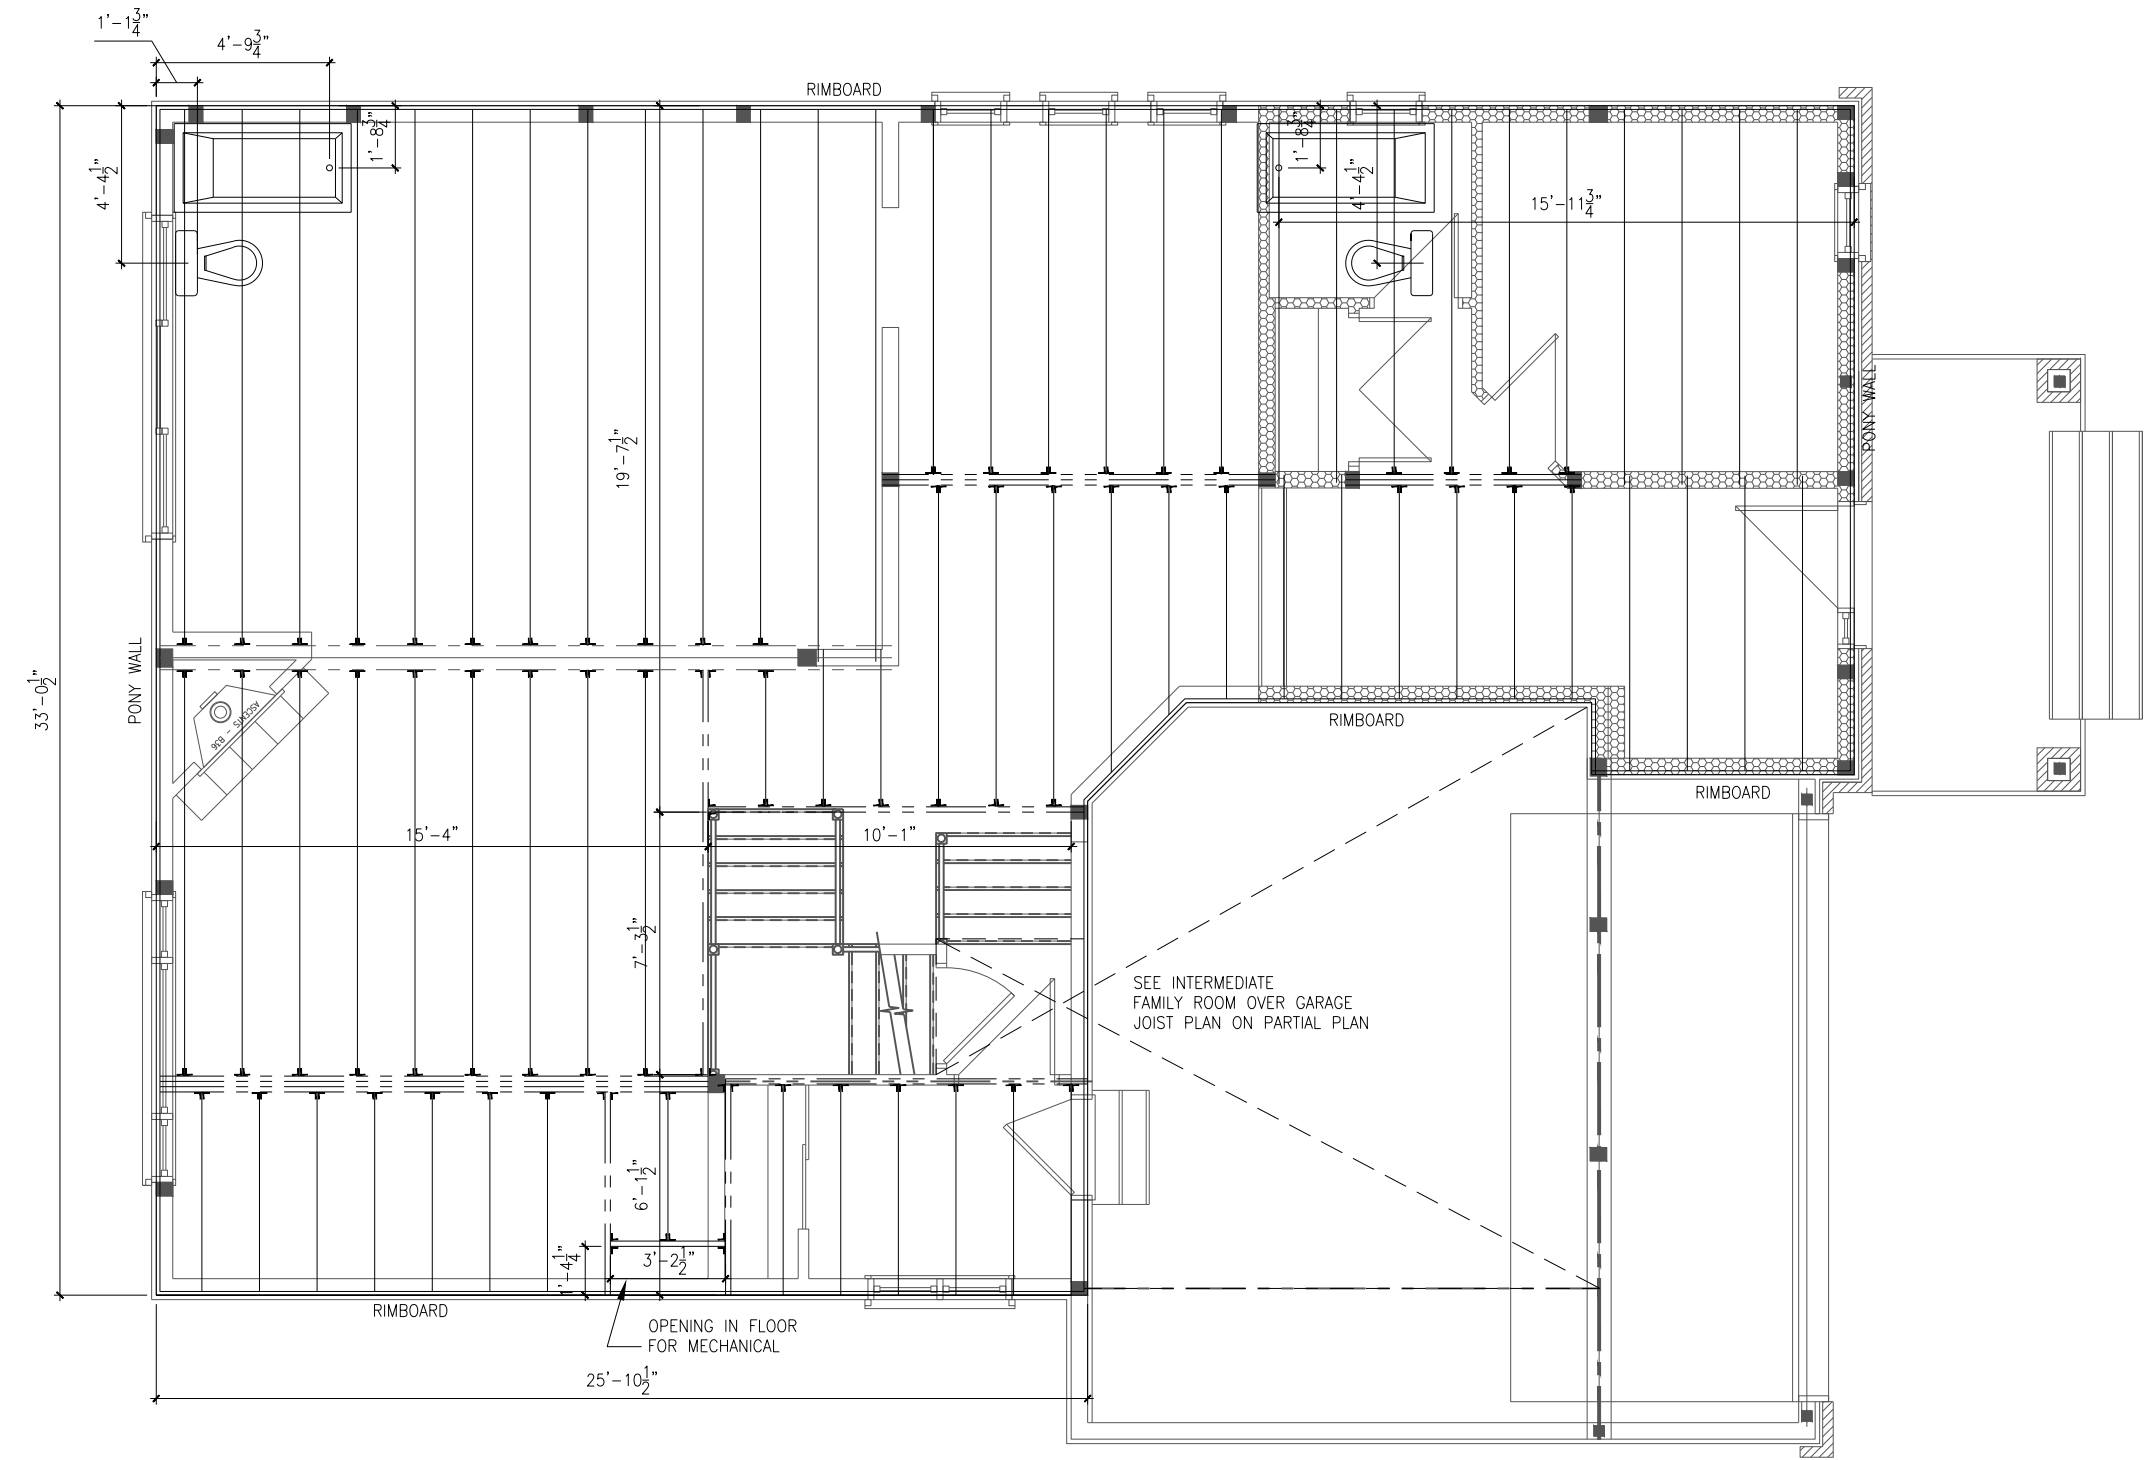 1'-1 3/4"
4'-9 3/4"
RIMBOARD
4'-4 1/2"
1'-8 3/4"
1'-8 3/4"
4'-4 1/2"
15'-11 3/4"
PONY WALL
19'-7 1/2"
33'-0 1/2"
PONY WALL
ASCENTS - B36
RIMBOARD
RIMBOARD
15'-4"
10'-1"
7'-3 1/2"
SEE INTERMEDIATE
FAMILY ROOM OVER GARAGE
JOIST PLAN ON PARTIAL PLAN
6'-1 1/2"
1'-4 1/4"
3'-2 1/2"
RIMBOARD
OPENING IN FLOOR
FOR MECHANICAL
25'-10 1/2"